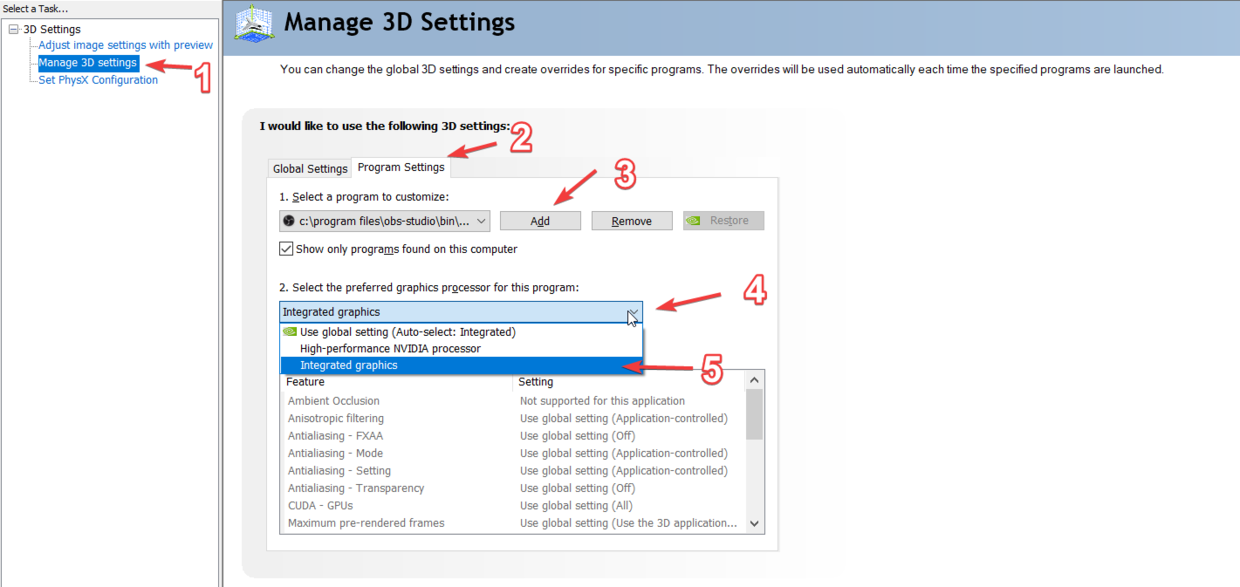 Select a Task...
3D Settings
Adjust image settings with preview
Manage 3D settings
1
Set PhysX Configuration
Manage 3D Settings
You can change the global 3D settings and create overrides for specific programs. The overrides will be used automatically each time the specified programs are launched.
I would like to use the following 3D settings:
2
Global Settings Program Settings
3
1. Select a program to customize:
c:\program files\obs-studio\bin\... Add Remove Restore
Show only programs found on this computer
2. Select the preferred graphics processor for this program:
4
Integrated graphics
Use global setting (Auto-select: Integrated)
High-performance NVIDIA processor
Integrated graphics
5
Feature Setting
Ambient Occlusion Not supported for this application
Anisotropic filtering Use global setting (Application-controlled)
Antialiasing - FXAA Use global setting (Off)
Antialiasing - Mode Use global setting (Application-controlled)
Antialiasing - Setting Use global setting (Application-controlled)
Antialiasing - Transparency Use global setting (Off)
CUDA - GPUs Use global setting (All)
Maximum pre-rendered frames Use global setting (Use the 3D application...